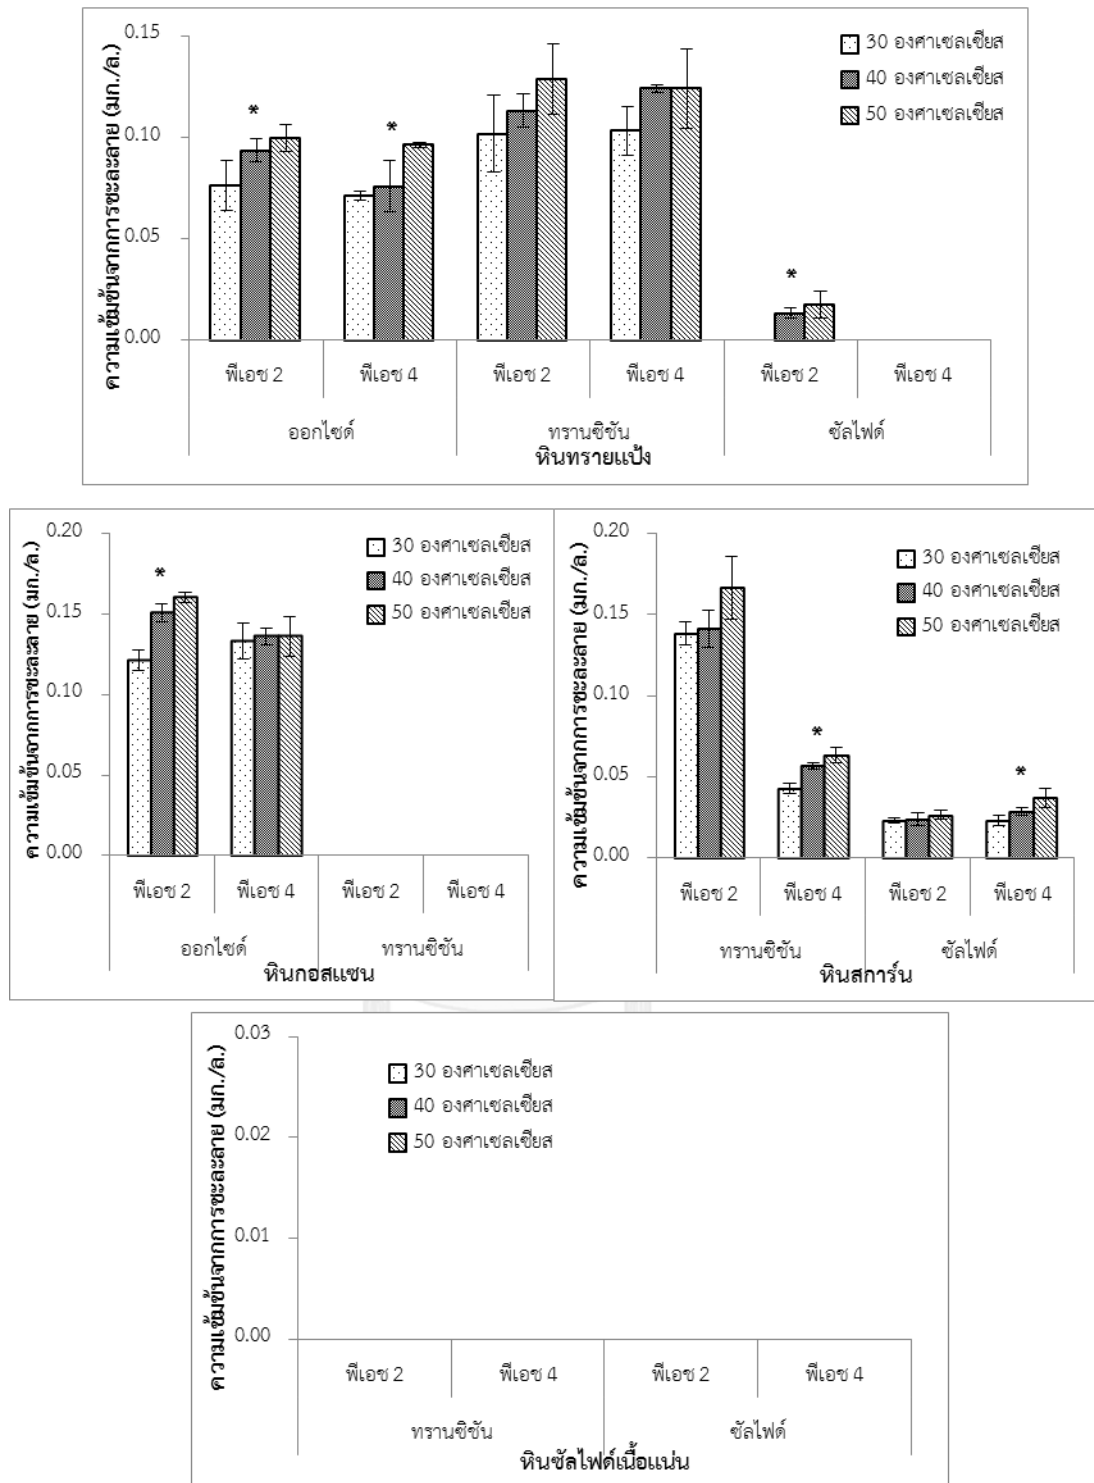 ความเข้มข้นจากการชะละลาย (มก./ล.)
0.15
0.10
0.05
0.00
30 องศาเซลเซียส
40 องศาเซลเซียส
50 องศาเซลเซียส
*
*
*
พีเอช 2
พีเอช 4
พีเอช 2
พีเอช 4
พีเอช 2
พีเอช 4
ออกไซด์
ทรานซิชัน
ซัลไฟด์
หินทรายแป้ง
ความเข้มข้นจากการชะละลาย (มก./ล.)
0.20
0.15
0.10
0.05
0.00
30 องศาเซลเซียส
40 องศาเซลเซียส
50 องศาเซลเซียส
*
พีเอช 2
พีเอช 4
พีเอช 2
พีเอช 4
ออกไซด์
ทรานซิชัน
หินกอสแซน
ความเข้มข้นจากการชะละลาย (มก./ล.)
0.20
0.15
0.10
0.05
0.00
30 องศาเซลเซียส
40 องศาเซลเซียส
50 องศาเซลเซียส
*
*
พีเอช 2
พีเอช 4
พีเอช 2
พีเอช 4
ทรานซิชัน
ซัลไฟด์
หินสการ์น
ความเข้มข้นจากการชะละลาย (มก./ล.)
0.03
0.02
0.01
0.00
30 องศาเซลเซียส
40 องศาเซลเซียส
50 องศาเซลเซียส
พีเอช 2
พีเอช 4
พีเอช 2
พีเอช 4
ทรานซิชัน
ซัลไฟด์
หินซัลไฟด์เนื้อแน่น